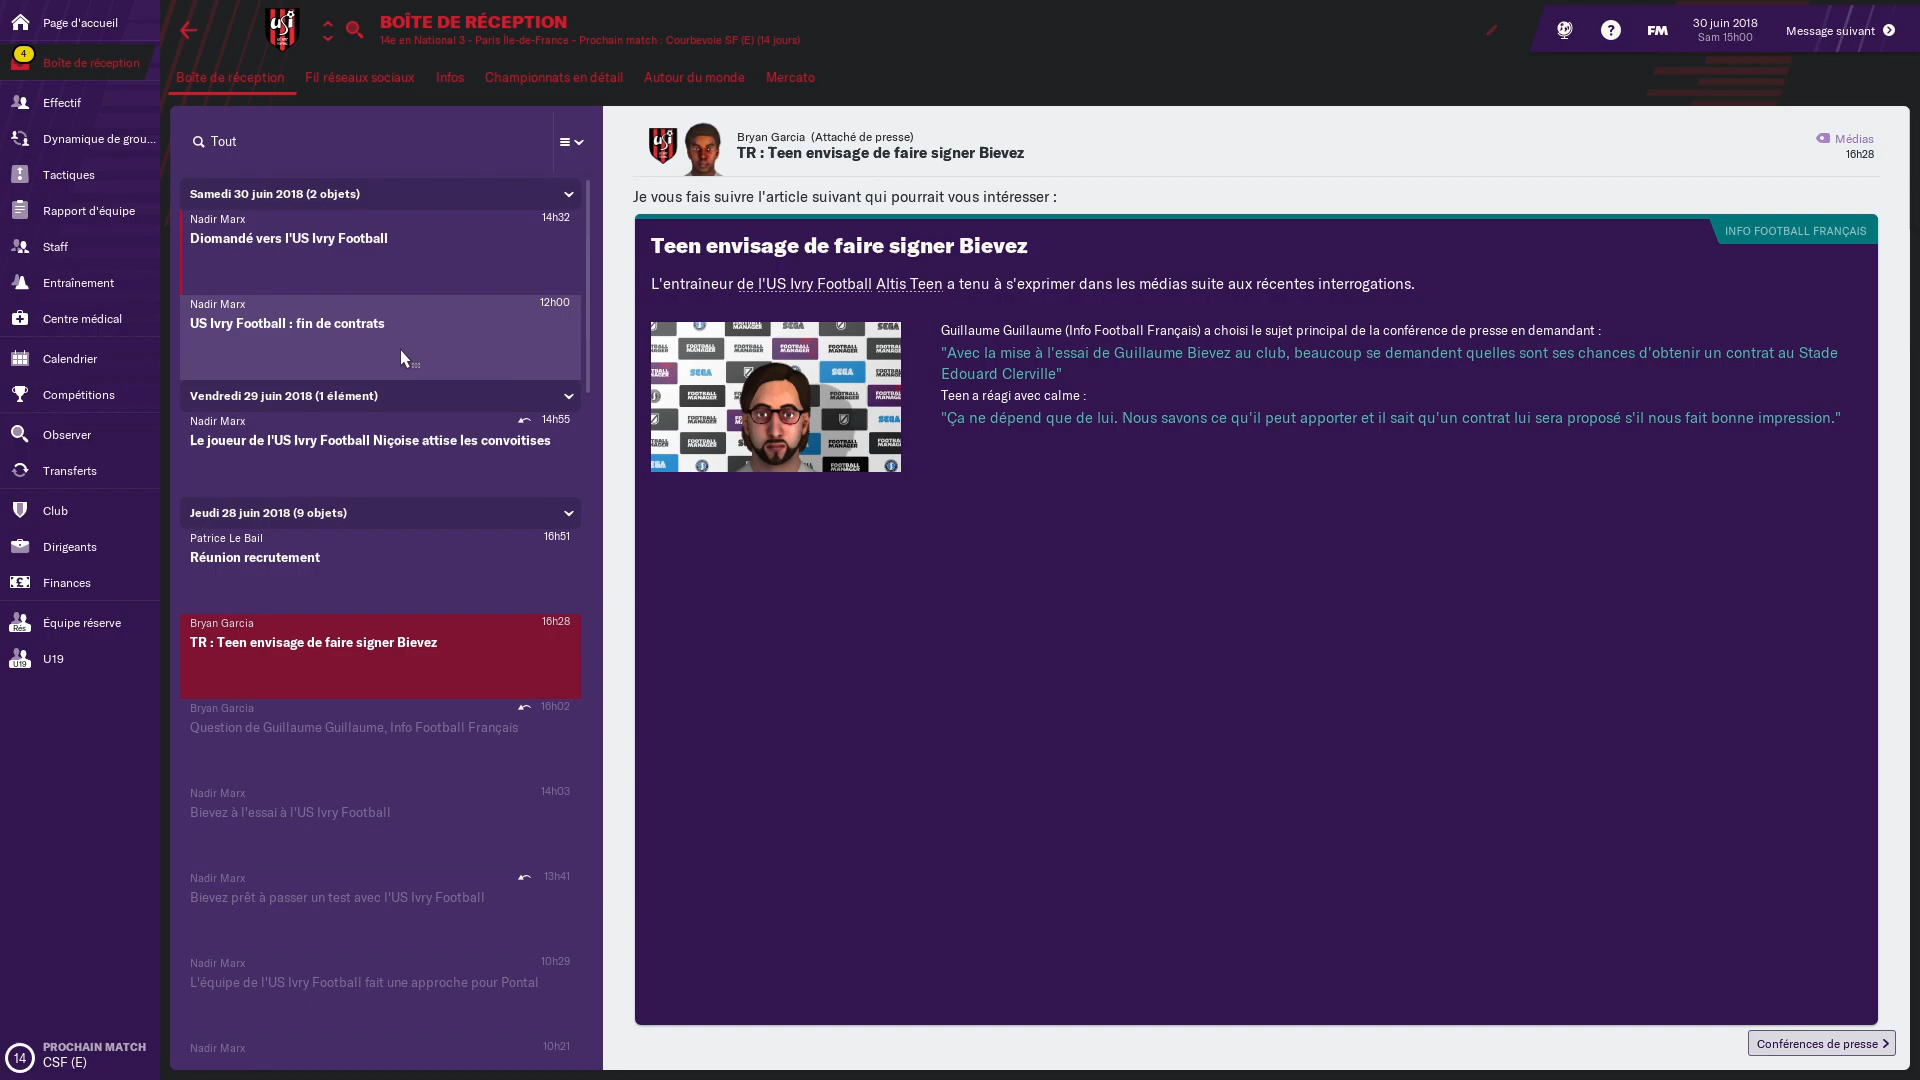 Page d'accueil
4
Boîte de réception
Effectif
Dynamique de grou...
Tactiques
Rapport d'équipe
Staff
Entraînement
Centre médical
Calendrier
Compétitions
Observer
Transferts
Club
Dirigeants
Finances
Rés
Équipe réserve
U19
U19
14
PROCHAIN MATCH
CSF (E)
BOÎTE DE RÉCEPTION
14e en National 3 - Paris Île-de-France - Prochain match : Courbevoie SF (E) (14 jours)
?
FM
30 juin 2018
Sam 15h00
Message suivant
Boîte de réception
Fil réseaux sociaux
Infos
Championnats en détail
Autour du monde
Mercato
Tout
Samedi 30 juin 2018 (2 objets)
Nadir Marx 14h32
Diomandé vers l'US Ivry Football
Nadir Marx 12h00
US Ivry Football : fin de contrats
Vendredi 29 juin 2018 (1 élément)
Nadir Marx 14h55
Le joueur de l'US Ivry Football Niçoise attise les convoitises
Jeudi 28 juin 2018 (9 objets)
Patrice Le Bail 16h51
Réunion recrutement
Bryan Garcia 16h28
TR : Teen envisage de faire signer Bievez
Bryan Garcia 16h02
Question de Guillaume Guillaume, Info Football Français
Nadir Marx 14h03
Bievez à l'essai à l'US Ivry Football
Nadir Marx 13h41
Bievez prêt à passer un test avec l'US Ivry Football
Nadir Marx 10h29
L'équipe de l'US Ivry Football fait une approche pour Pontal
Nadir Marx 10h21
Bryan Garcia (Attaché de presse)
TR : Teen envisage de faire signer Bievez
Médias
16h28
Je vous fais suivre l'article suivant qui pourrait vous intéresser :
INFO FOOTBALL FRANÇAIS
Teen envisage de faire signer Bievez
L'entraîneur de l'US Ivry Football Altis Teen a tenu à s'exprimer dans les médias suite aux récentes interrogations.
Guillaume Guillaume (Info Football Français) a choisi le sujet principal de la conférence de presse en demandant :
"Avec la mise à l'essai de Guillaume Bievez au club, beaucoup se demandent quelles sont ses chances d'obtenir un contrat au Stade
Edouard Clerville"
Teen a réagi avec calme :
"Ça ne dépend que de lui. Nous savons ce qu'il peut apporter et il sait qu'un contrat lui sera proposé s'il nous fait bonne impression."
Conférences de presse